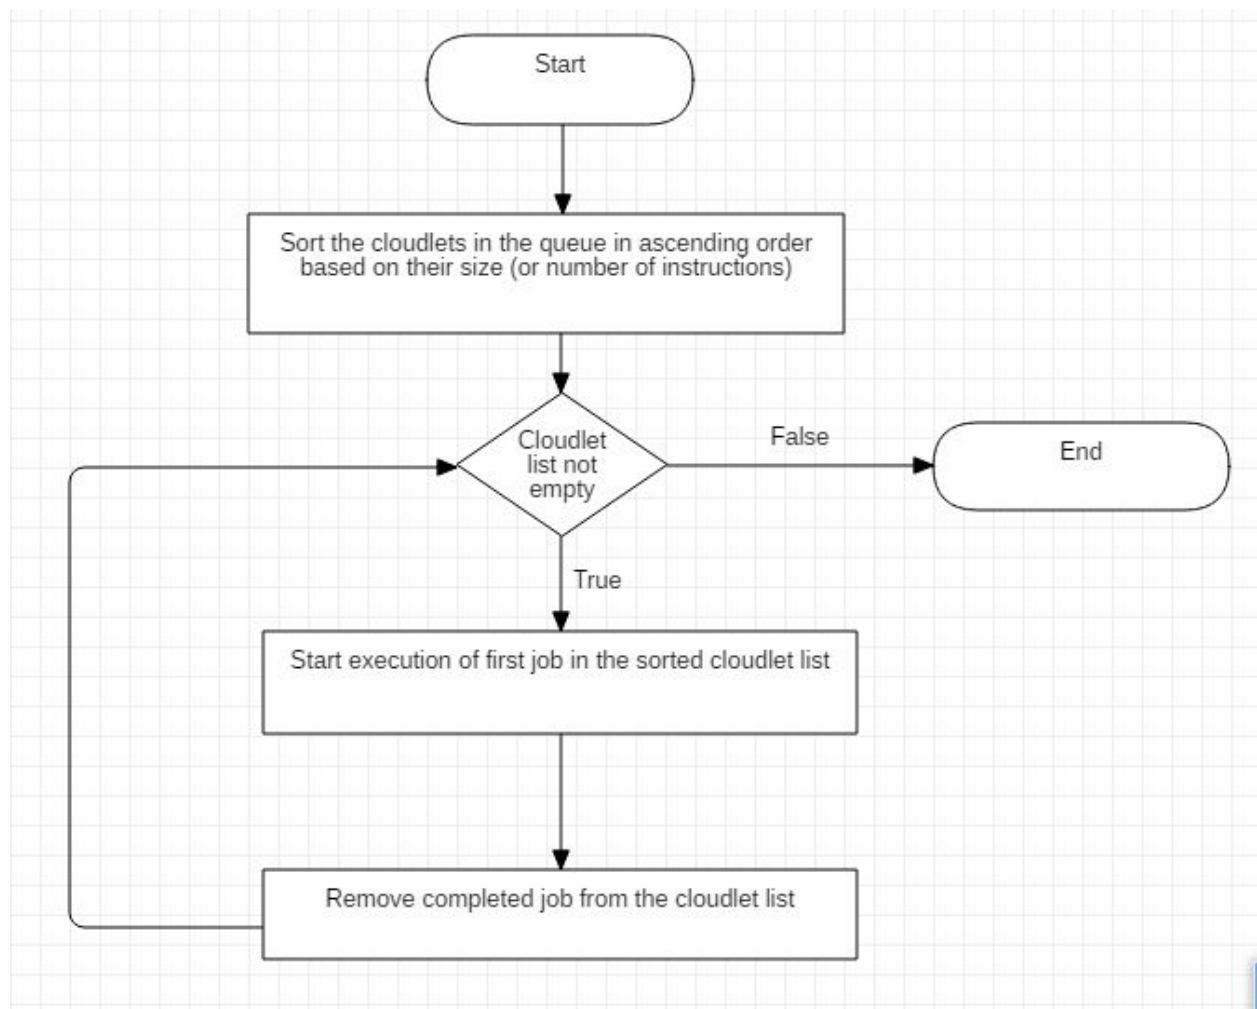 Start
Sort the cloudlets in the queue in ascending order
based on their size (or number of instructions)
Cloudlet
list not
empty
False
End
True
Start execution of first job in the sorted cloudlet list
Remove completed job from the cloudlet list